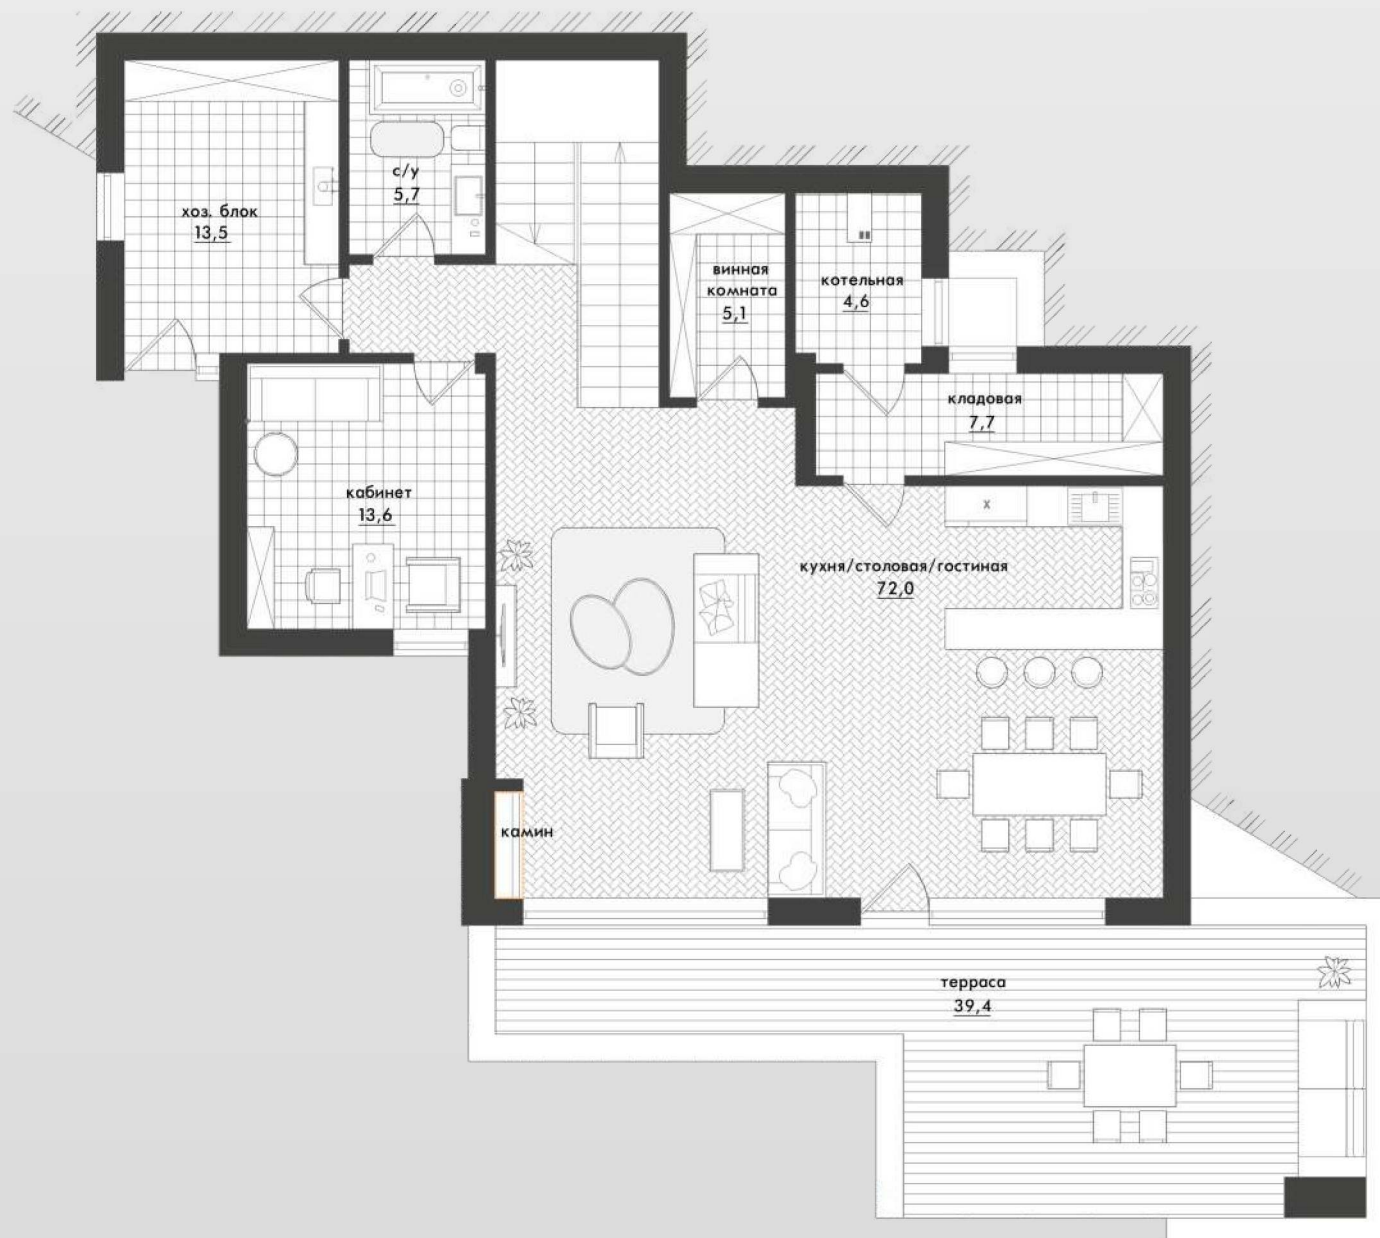 с/у
5,7
хоз. блок
13,5
винная
комната
5,1
котельная
4,6
кладовая
7,7
кабинет
13,6
x
кухня/столовая/гостиная
72,0
камин
терраса
39,4